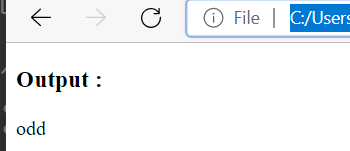 File | C:/Users
Output :
odd